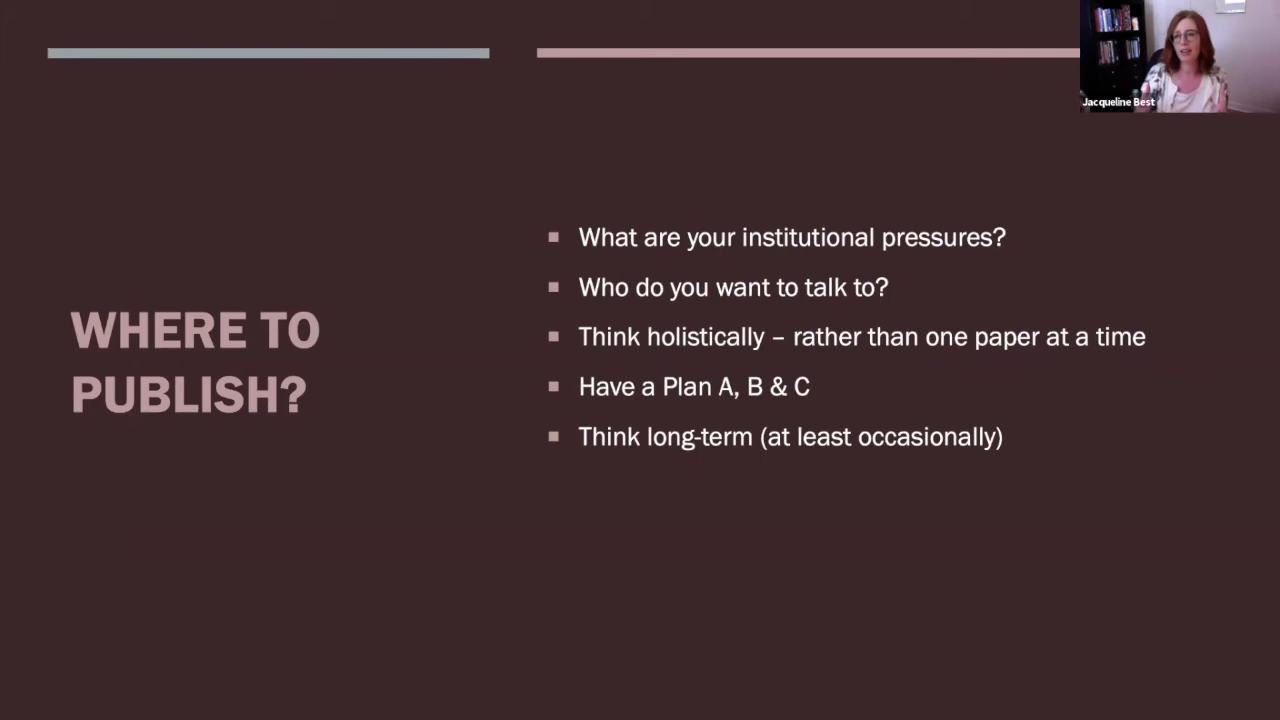 Jacqueline Best
WHERE TO
PUBLISH?
What are your institutional pressures?
Who do you want to talk to?
Think holistically – rather than one paper at a time
Have a Plan A, B & C
Think long-term (at least occasionally)